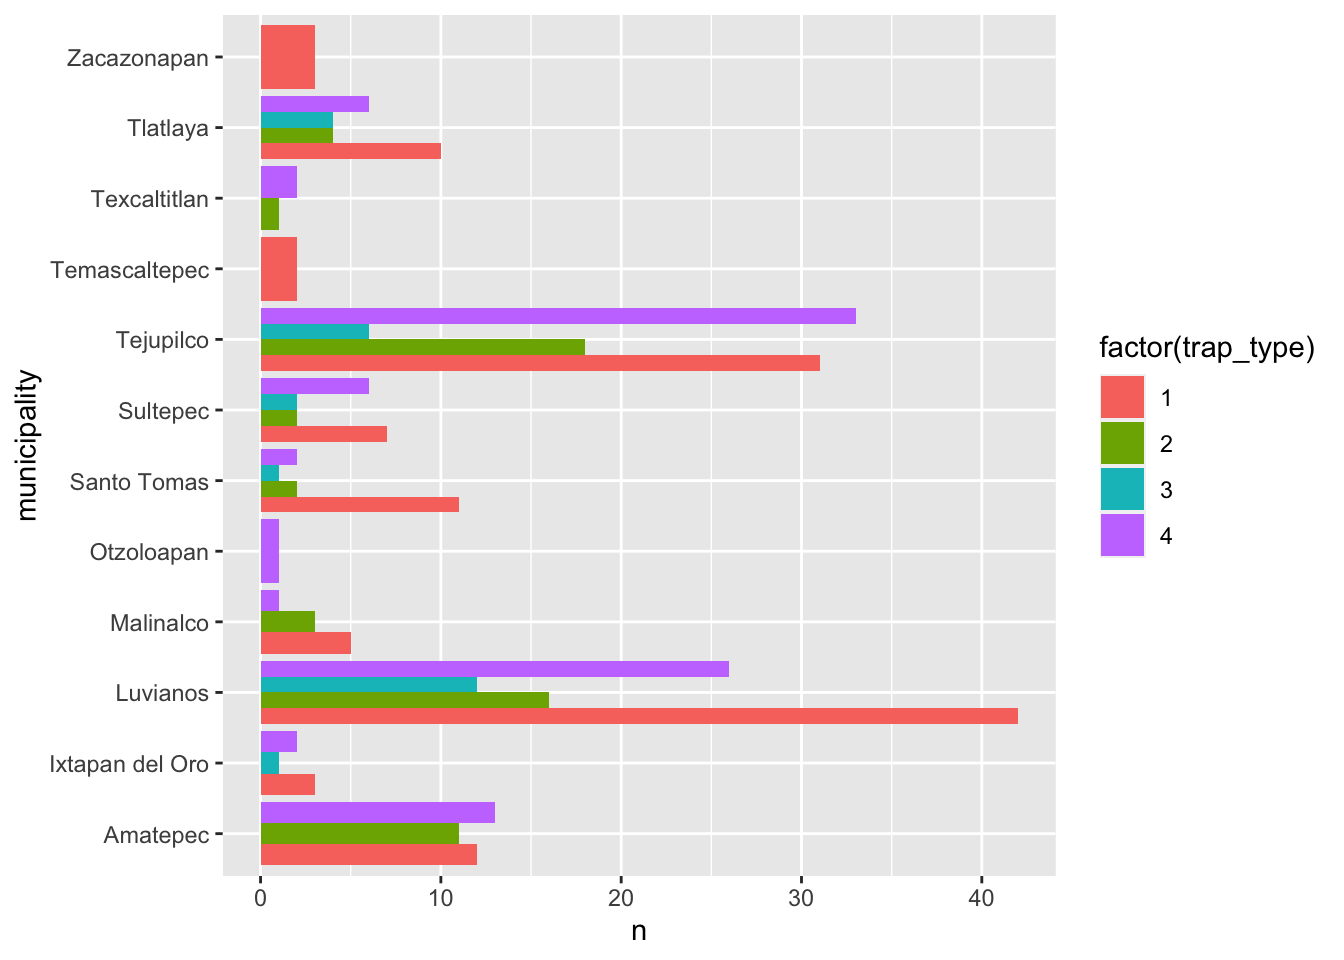 Zacazonapan
Tlatlaya
Texcaltitlan
Temascaltepec
Tejupilco
Sultepec
Santo Tomas
Otzoloapan
Malinalco
Luvianos
Ixtapan del Oro
Amatepec
municipality
0 10 20 30 40
n
factor(trap_type)
1
2
3
4